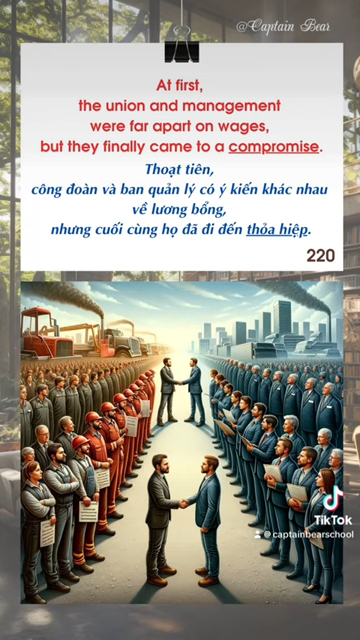 @Captain Bear
At first,
the union and management
were far apart on wages,
but they finally came to a compromise.
Thoạt tiên,
công đoàn và ban quản lý có ý kiến khác nhau
về lương bổng,
nhưng cuối cùng họ đã đi đến thỏa hiệp.
220
TikTok
@captainbearschool